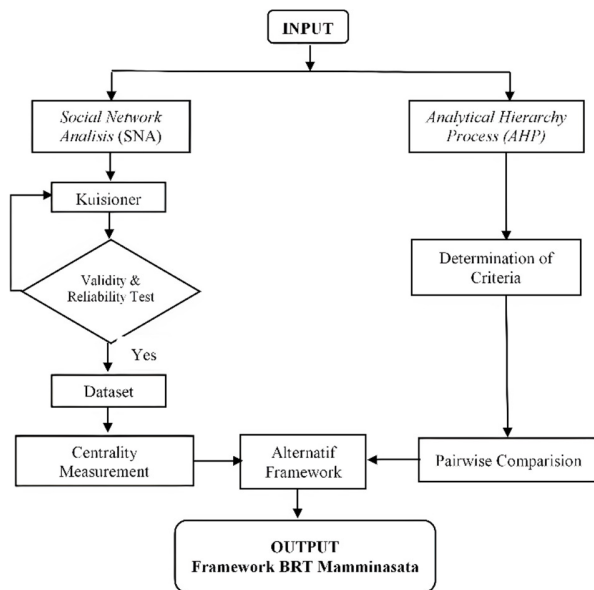 INPUT
Social Network
Analisis (SNA)
Analytical Hierarchy
Process (AHP)
Kuisioner
Determination of
Criteria
Validity &
Reliability Test
Yes
Dataset
Centrality
Measurement
Alternatif
Framework
Pairwise Comparision
OUTPUT
Framework BRT Mamminasata